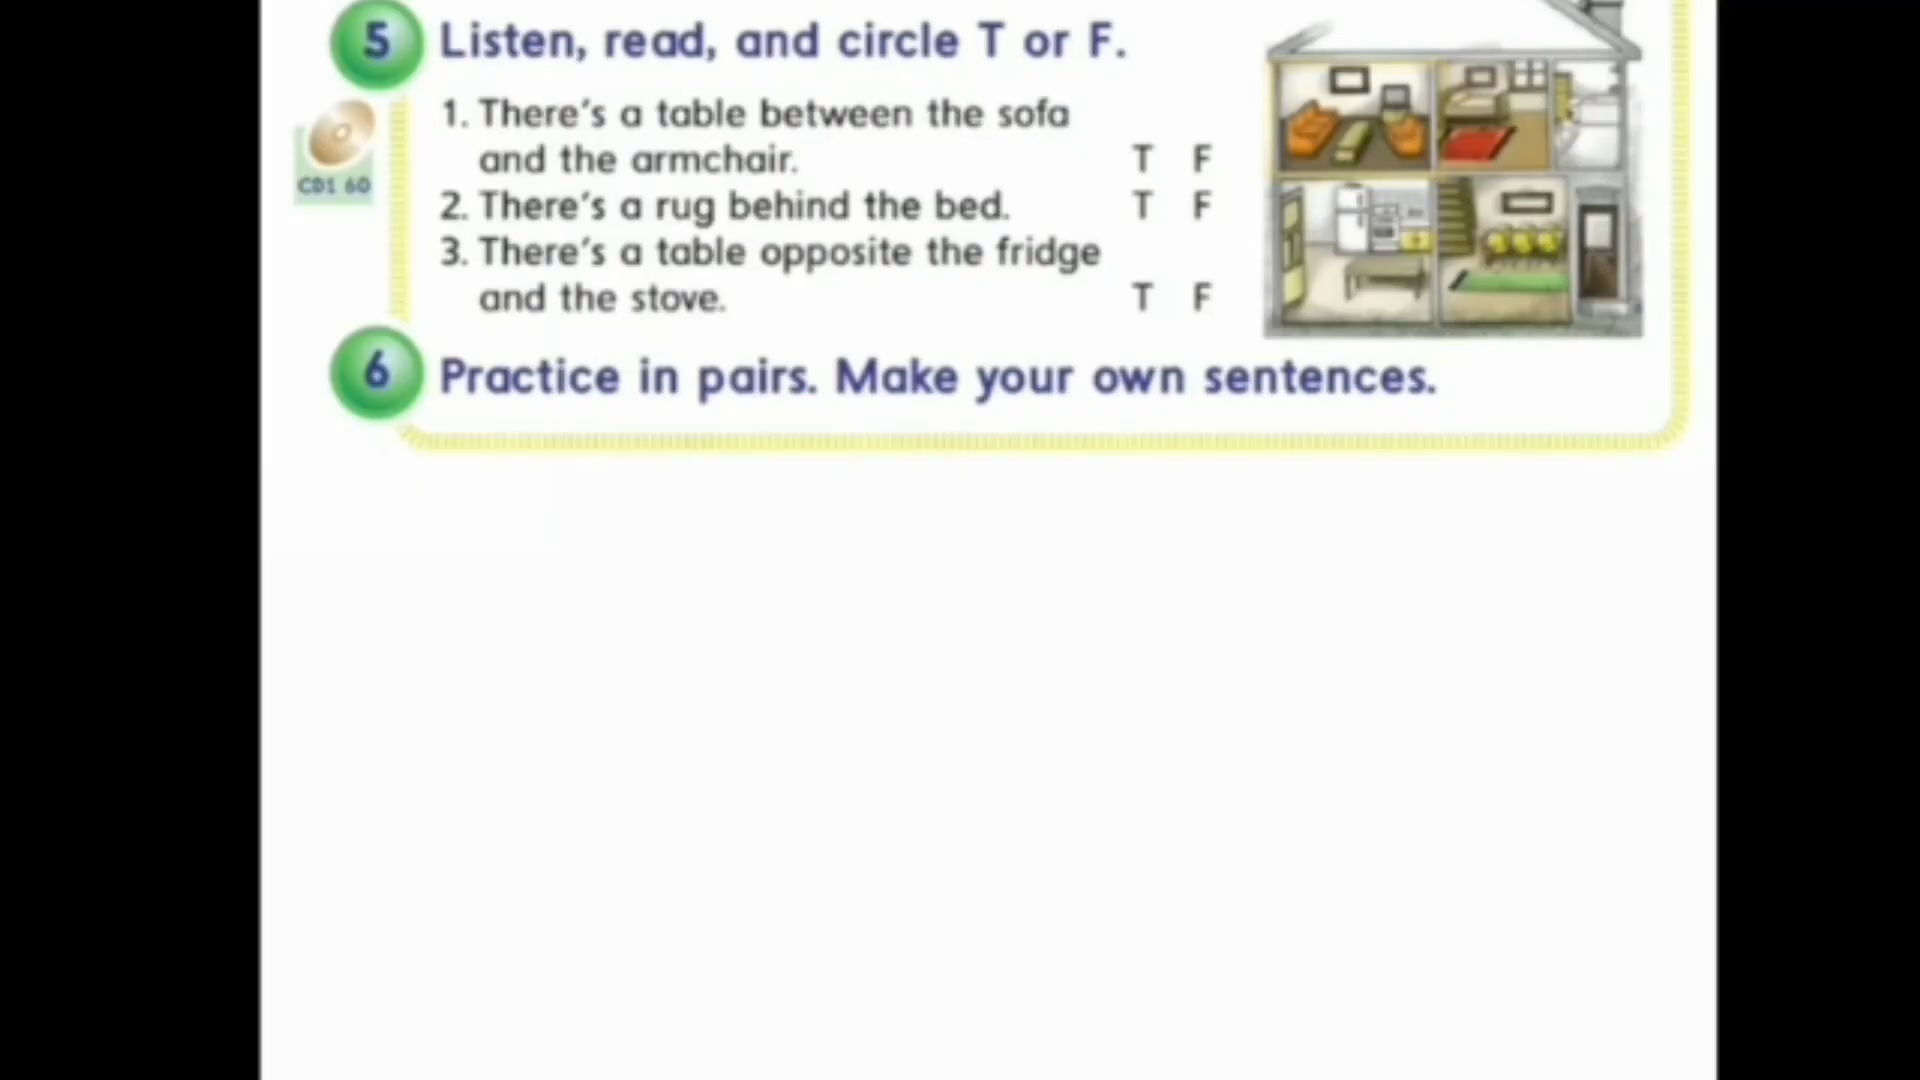 5 Listen, read, and circle T or F.
CD1 60
1. There's a table between the sofa
and the armchair. T F
2. There's a rug behind the bed. T F
3. There's a table opposite the fridge
and the stove. T F
6 Practice in pairs. Make your own sentences.